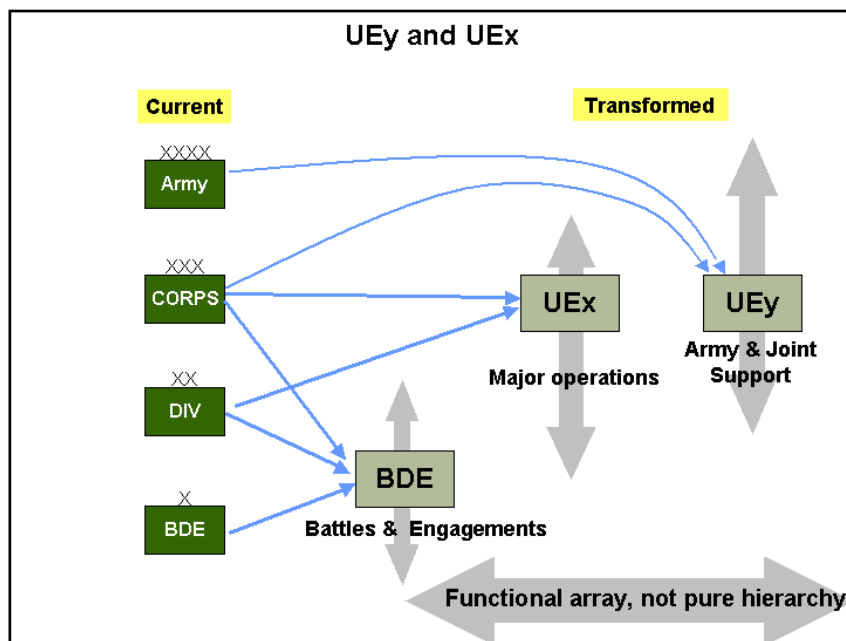 UEy and UEx
Current
Transformed
XXXX
Army
XXX
CORPS
UEx
UEy
Major operations
Army & Joint
Support
XX
DIV
BDE
Battles & Engagements
X
BDE
Functional array, not pure hierarchy